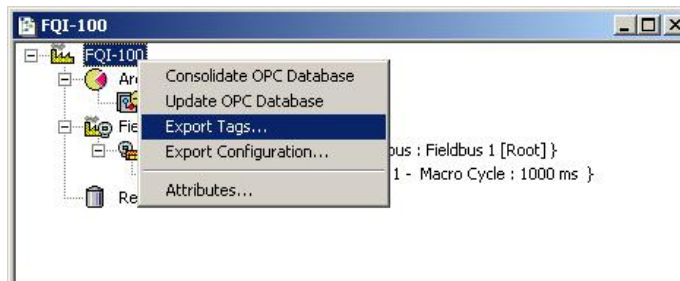 FQI-100
FQI-100
Consolidate OPC Database
Update OPC Database
Export Tags...
Export Configuration...
bus : Fieldbus 1 [Root] }
1 - Macro Cycle : 1000 ms }
Attributes...